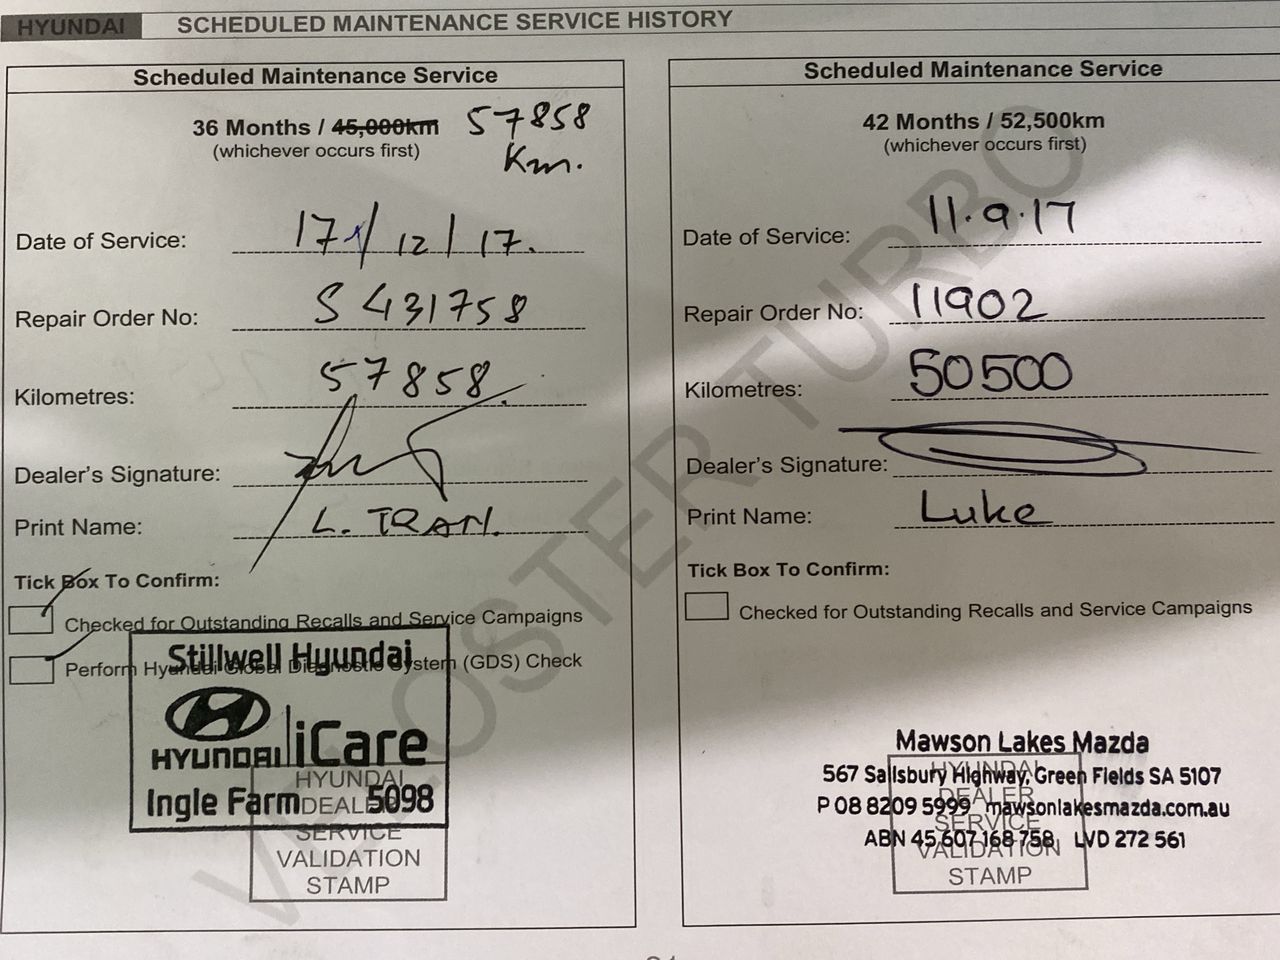 HYUNDAI SCHEDULED MAINTENANCE SERVICE HISTORY
Scheduled Maintenance Service
36 Months / 45,000km 57858
Km.
(whichever occurs first)
Date of Service: 17/12/17.
Repair Order No: S431758
Kilometres: 57858.
Dealer's Signature:
Print Name: L. TRAN.
Tick Box To Confirm:
Checked for Outstanding Recalls and Service Campaigns
Perform Hyundai Global Diagnostic System (GDS) Check
Stillwell Hyundai
HYUNDAI iCare
Ingle Farm 5098
HYUNDAI
DEALER
SERVICE
VALIDATION
STAMP
Scheduled Maintenance Service
42 Months / 52,500km
(whichever occurs first)
Date of Service: 11.9.17
Repair Order No: 11902
Kilometres: 50500
Dealer's Signature:
Print Name: Luke
Tick Box To Confirm:
Checked for Outstanding Recalls and Service Campaigns
Mawson Lakes Mazda
567 Salisbury Highway, Green Fields SA 5107
P 08 8209 5999 mawsonlakesmazda.com.au
ABN 45 607 168 758 LVD 272 561
HYUNDAI
DEALER
SERVICE
VALIDATION
STAMP
VELOSTER TURBO